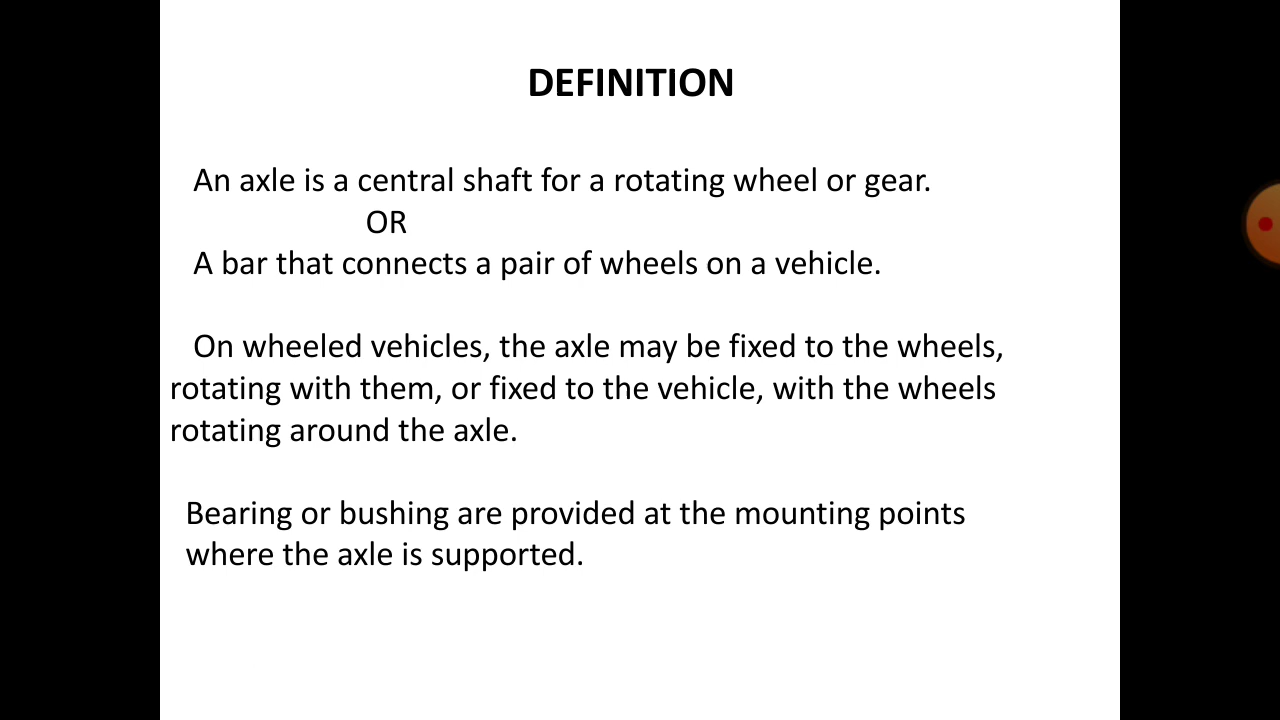 DEFINITION
An axle is a central shaft for a rotating wheel or gear.
OR
A bar that connects a pair of wheels on a vehicle.
On wheeled vehicles, the axle may be fixed to the wheels,
rotating with them, or fixed to the vehicle, with the wheels
rotating around the axle.
Bearing or bushing are provided at the mounting points
where the axle is supported.